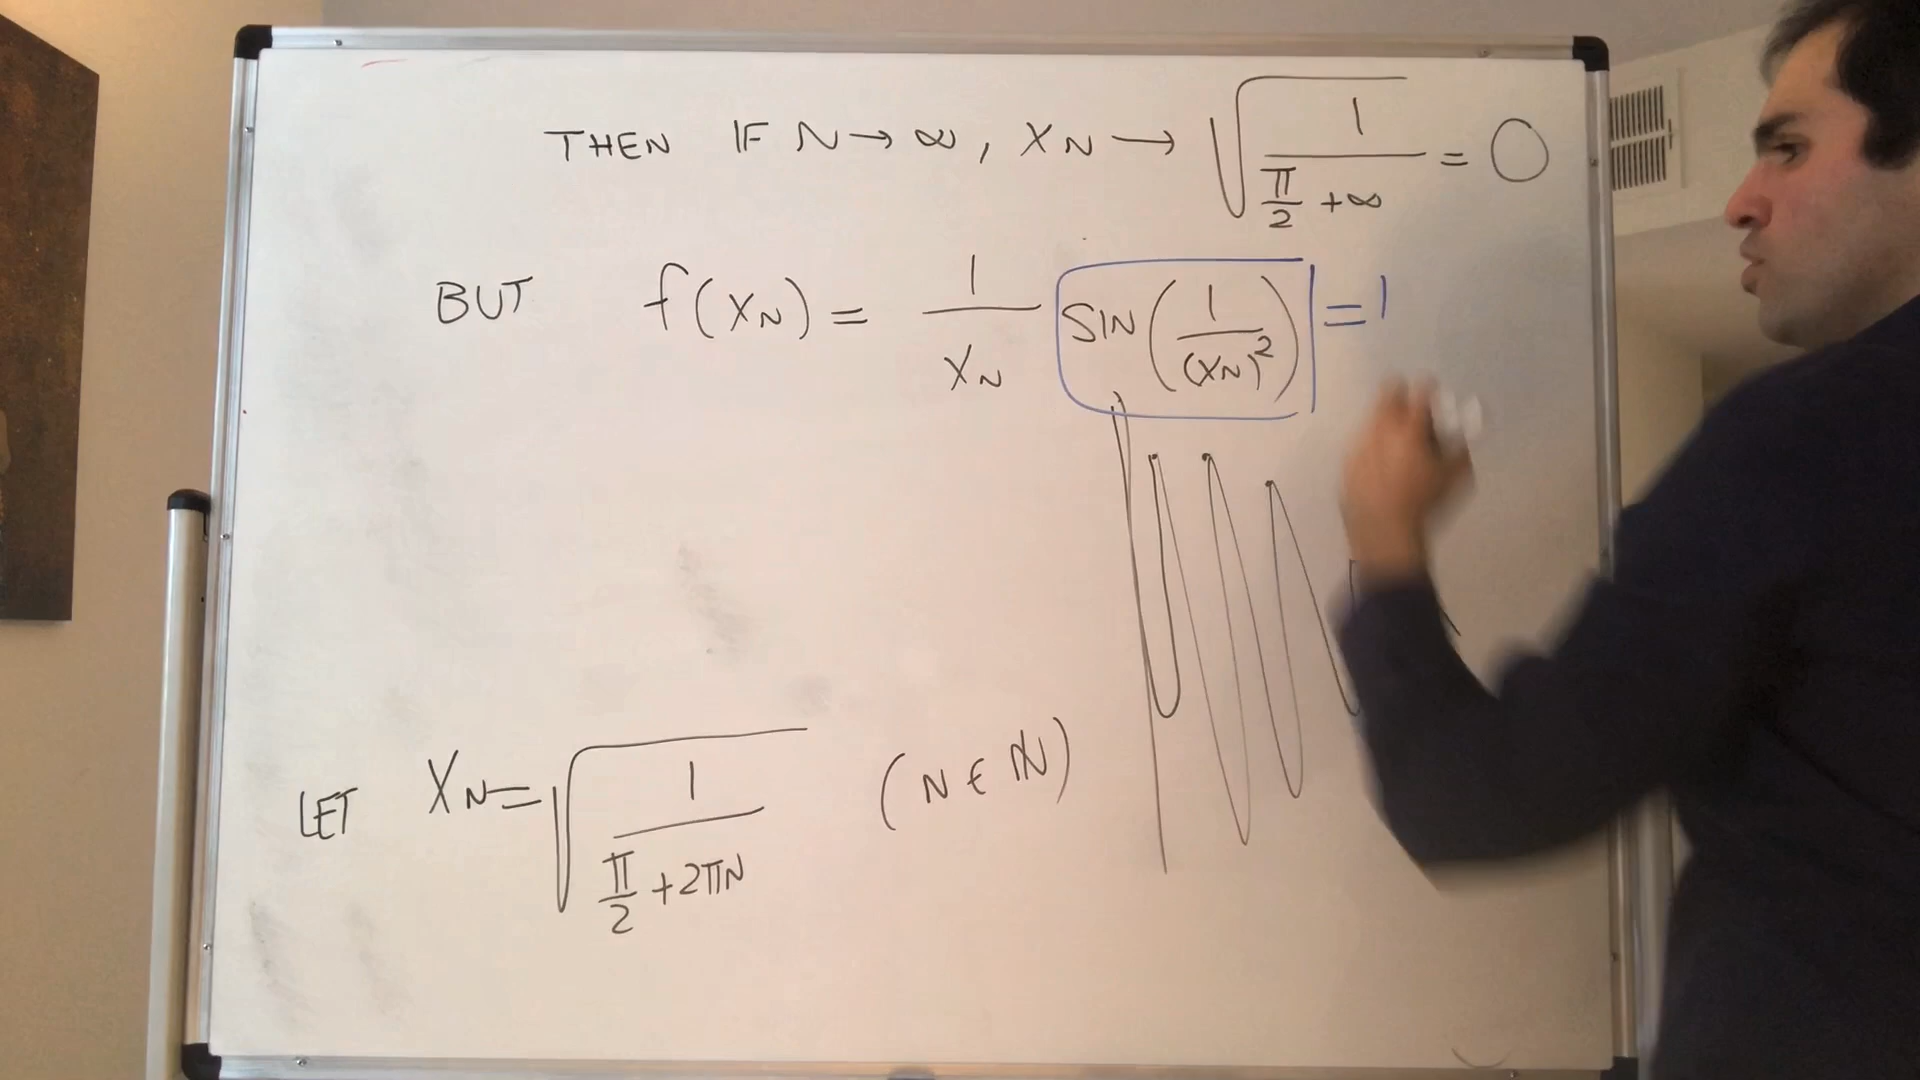 THEN IF N → ∞, XN → √(1/(π/2 + ∞)) = 0
BUT f(XN) = 1/XN SIN(1/(XN)²) = 1
LET XN = √(1/(π/2 + 2πN)) (N ∈ ℕ)